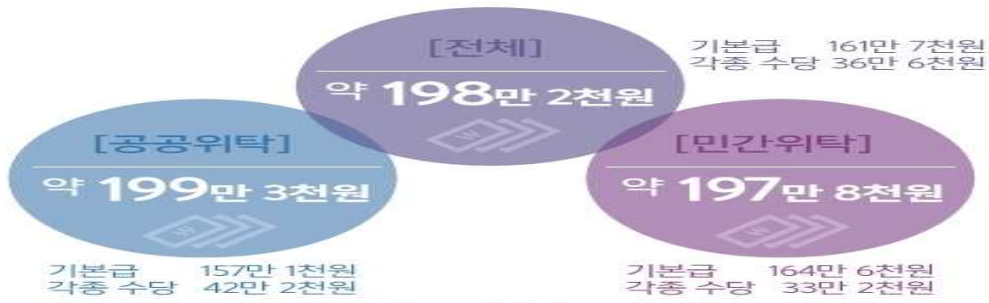 [전체]
약 198만 2천원
기본급 161만 7천원
각종 수당 36만 6천원
[공공위탁]
약 199만 3천원
기본급 157만 1천원
각종 수당 42만 2천원
[민간위탁]
약 197만 8천원
기본급 164만 6천원
각종 수당 33만 2천원